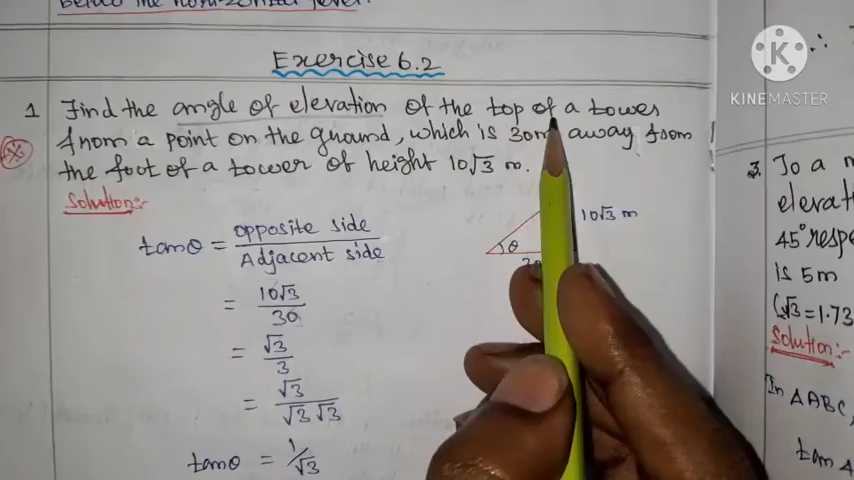 Exercise 6.2
1 Find the angle of elevation of the top of a tower
from a point on the ground, which is 30m away from
the foot of a tower of height 10√3 m.
Solution:-
tanθ = opposite side / Adjacent side
= 10√3 / 30
= √3 / 3
= √3 / √3 √3
tanθ = 1/√3
10√3 m
θ
3. To a
45°
is 5m
(√3 = 1.73
Solution:-
In ΔABC,
tan
KINEMASTER